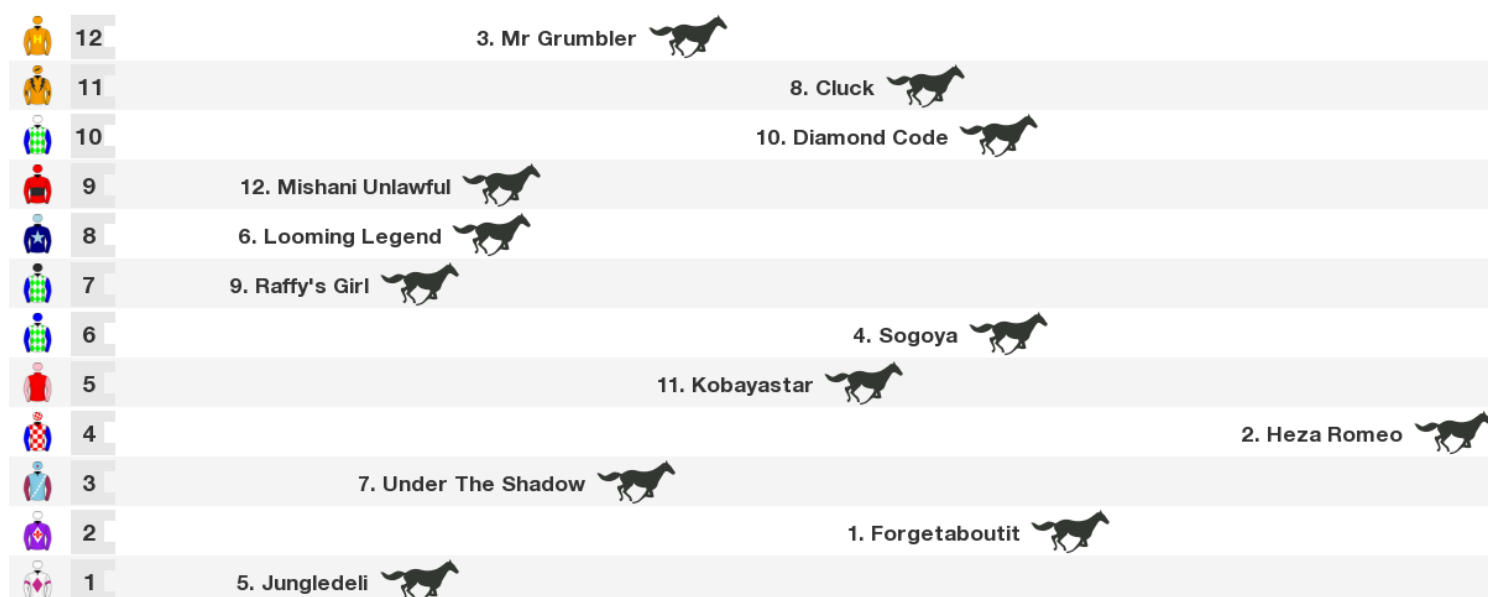 12 3. Mr Grumbler
11 8. Cluck
10 10. Diamond Code
9 12. Mishani Unlawful
8 6. Looming Legend
7 9. Raffy's Girl
6 4. Sogoya
5 11. Kobayastar
4 2. Heza Romeo
3 7. Under The Shadow
2 1. Forgetaboutit
1 5. Jungledeli